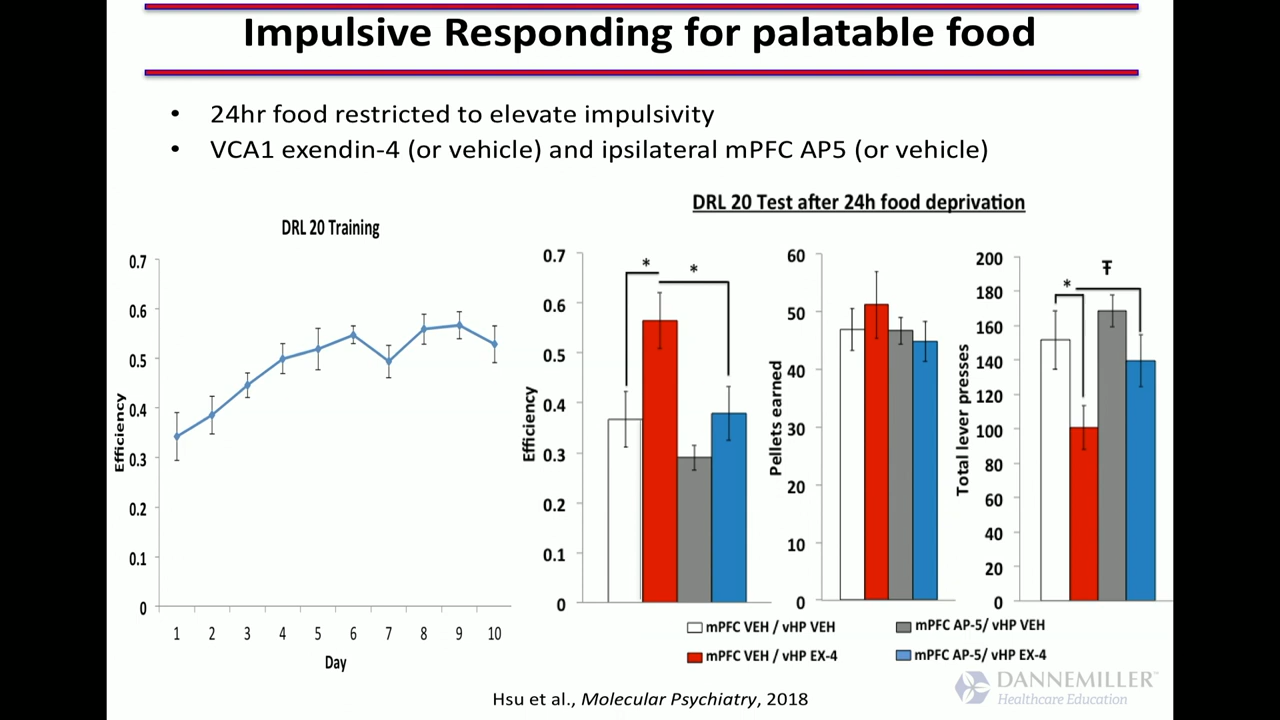 Impulsive Responding for palatable food
• 24hr food restricted to elevate impulsivity
• VCA1 exendin-4 (or vehicle) and ipsilateral mPFC AP5 (or vehicle)
DRL 20 Training
Efficiency
0.7
0.6
0.5
0.4
0.3
0.2
0.1
0
1 2 3 4 5 6 7 8 9 10
Day
DRL 20 Test after 24h food deprivation
Efficiency
0.7
0.6
0.5
0.4
0.3
0.2
0.1
0
* *
Pellets earned
60
50
40
30
20
10
0
Total lever presses
200
180
160
140
120
100
80
60
40
20
0
* Ŧ
mPFC VEH / vHP VEH
mPFC AP-5/ vHP VEH
mPFC VEH / vHP EX-4
mPFC AP-5/ vHP EX-4
Hsu et al., Molecular Psychiatry, 2018
DANNEMILLER™
Healthcare Education